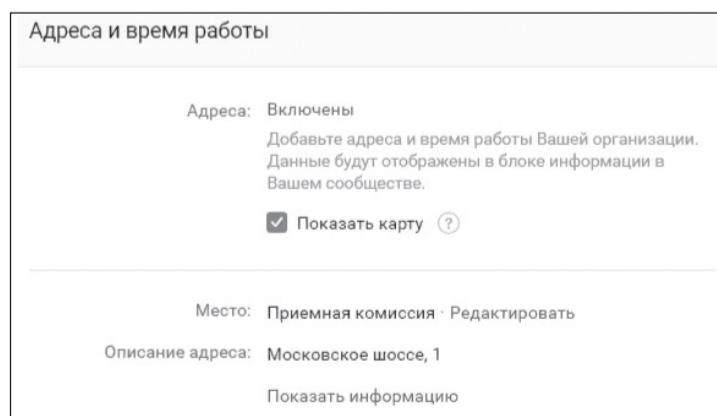 Адреса и время работы
Адреса: Включены
Добавьте адреса и время работы Вашей организации.
Данные будут отображены в блоке информации в
Вашем сообществе.
Показать карту ?
Место: Приемная комиссия · Редактировать
Описание адреса: Московское шоссе, 1
Показать информацию